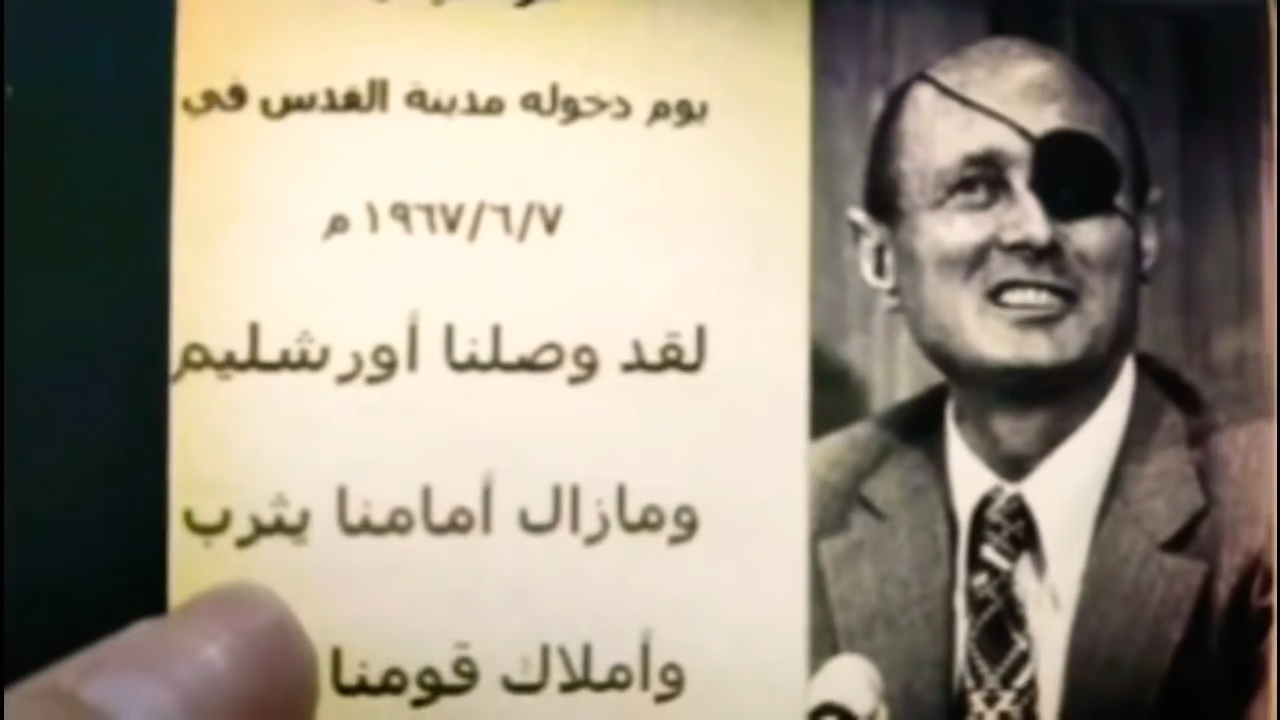 يوم دخوله مدينة القدس في
١٩٦٧/٦/٧ م
لقد وصلنا أورشليم
ومازال أمامنا يثرب
وأملاك قومنا